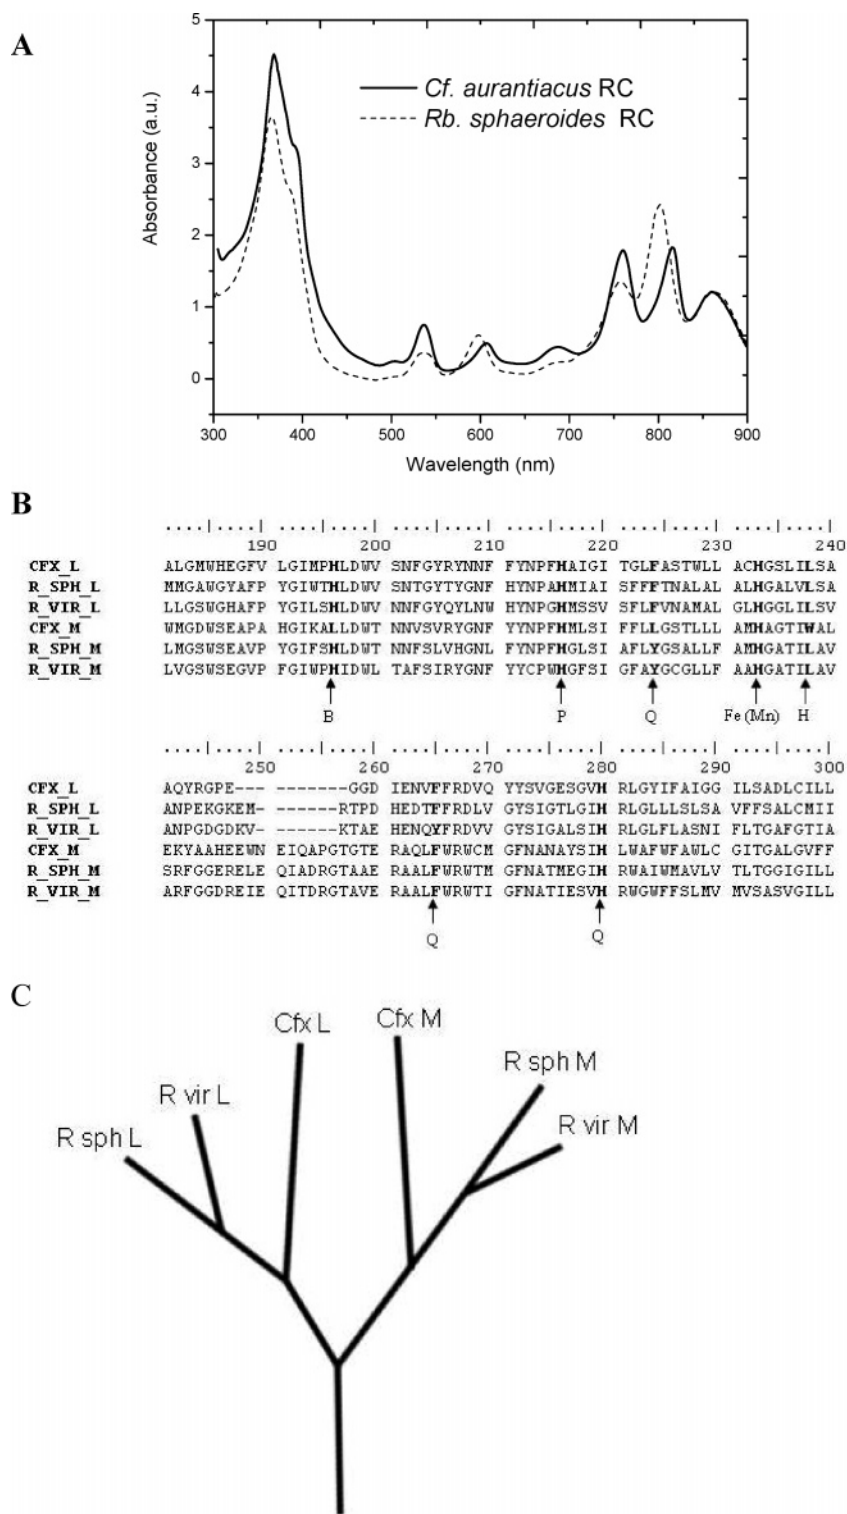 A
5
4
3
2
1
0
Absorbance (a.u.)
Cf. aurantiacus RC
Rb. sphaeroides RC
300 400 500 600 700 800 900
Wavelength (nm)
B
190 200 210 220 230 240
CFX_L ALGMWHEGFV LGIMPHLDWV SNFGYRYNNF FYNPFHAIGI TGLFASTWLL ACHGSLILSA
R_SPH_L MMGAWGYAFP YGIWTHLDWV SNTGYTYGNF HYNPAHMIAI SFFFTNALAL ALHGALVLSA
R_VIR_L LLGSWGHAFP YGILSHLDWV NNFGYQYLNW HYNPGHMSSV SFLFVNAMAL GLHGGLILSV
CFX_M WMGDWSEAPA HGIKALLDWT NNVSVRYGNF YYNPFHMLSI FFLLGSTLLL AMHAGTIWAL
R_SPH_M LMGSWSEAVP YGIFSHLDWT NNFSLVHGNL FYNPFHGLSI AFLYGSALLF AMHGATILAV
R_VIR_M LVGSWSEGVP FGIWPHIDWL TAFSIRYGNF YYCPWHGFSI GFAYGCGLLF AAHGATILAV
B P Q Fe(Mn) H
250 260 270 280 290 300
CFX_L AQYRGPE--- -------GGD IENVFFRDVQ YYSVGESGVH RLGYIFAIGG ILSADLCILL
R_SPH_L ANPEKGKEM- -------RTPD HEDTFFRDLV GYSIGTLGIH RLGLLLSLSA VFFSALCMII
R_VIR_L ANPGDGDKV- -------KTAE HENQYFRDVV GYSIGALSIH RLGLFLASNI FLTGAFGTIA
CFX_M EKYAAHEEWN EIQAPGTGTE RAQLFWRWCM GFNANAYSIH LWAFWFAWLC GITGALGVFF
R_SPH_M SRFGGERELE QIADRGTAAE RAALFWRWTM GFNATMEGIH RWAIWMAVLV TLTGGIGILL
R_VIR_M ARFGGDREIE QITDRGTAVE RAALFWRWTI GFNATIESVH RWGWFFSLMV MVSASVGILL
Q Q
C
Cfx L
Cfx M
R sph M
R vir L
R vir M
R sph L